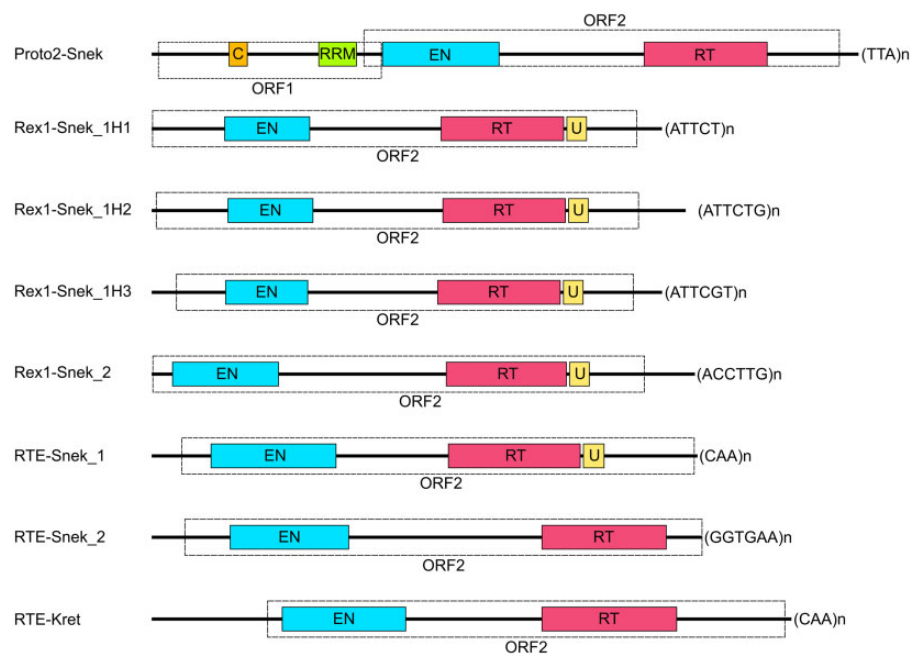 ORF2
Proto2-Snek C RRM EN RT (TTA)n
ORF1
Rex1-Snek_1H1 EN RT U (ATTCT)n
ORF2
Rex1-Snek_1H2 EN RT U (ATTCTG)n
ORF2
Rex1-Snek_1H3 EN RT U (ATTCGT)n
ORF2
Rex1-Snek_2 EN RT U (ACCTTG)n
ORF2
RTE-Snek_1 EN RT U (CAA)n
ORF2
RTE-Snek_2 EN RT (GGTGAA)n
ORF2
RTE-Kret EN RT (CAA)n
ORF2